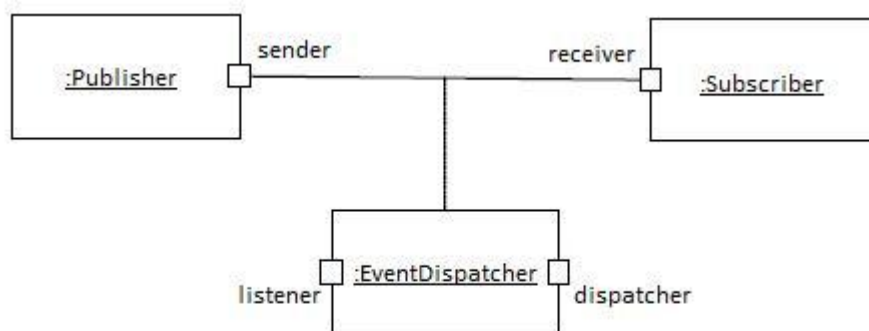 sender
receiver
:Publisher
:Subscriber
:EventDispatcher
listener
dispatcher